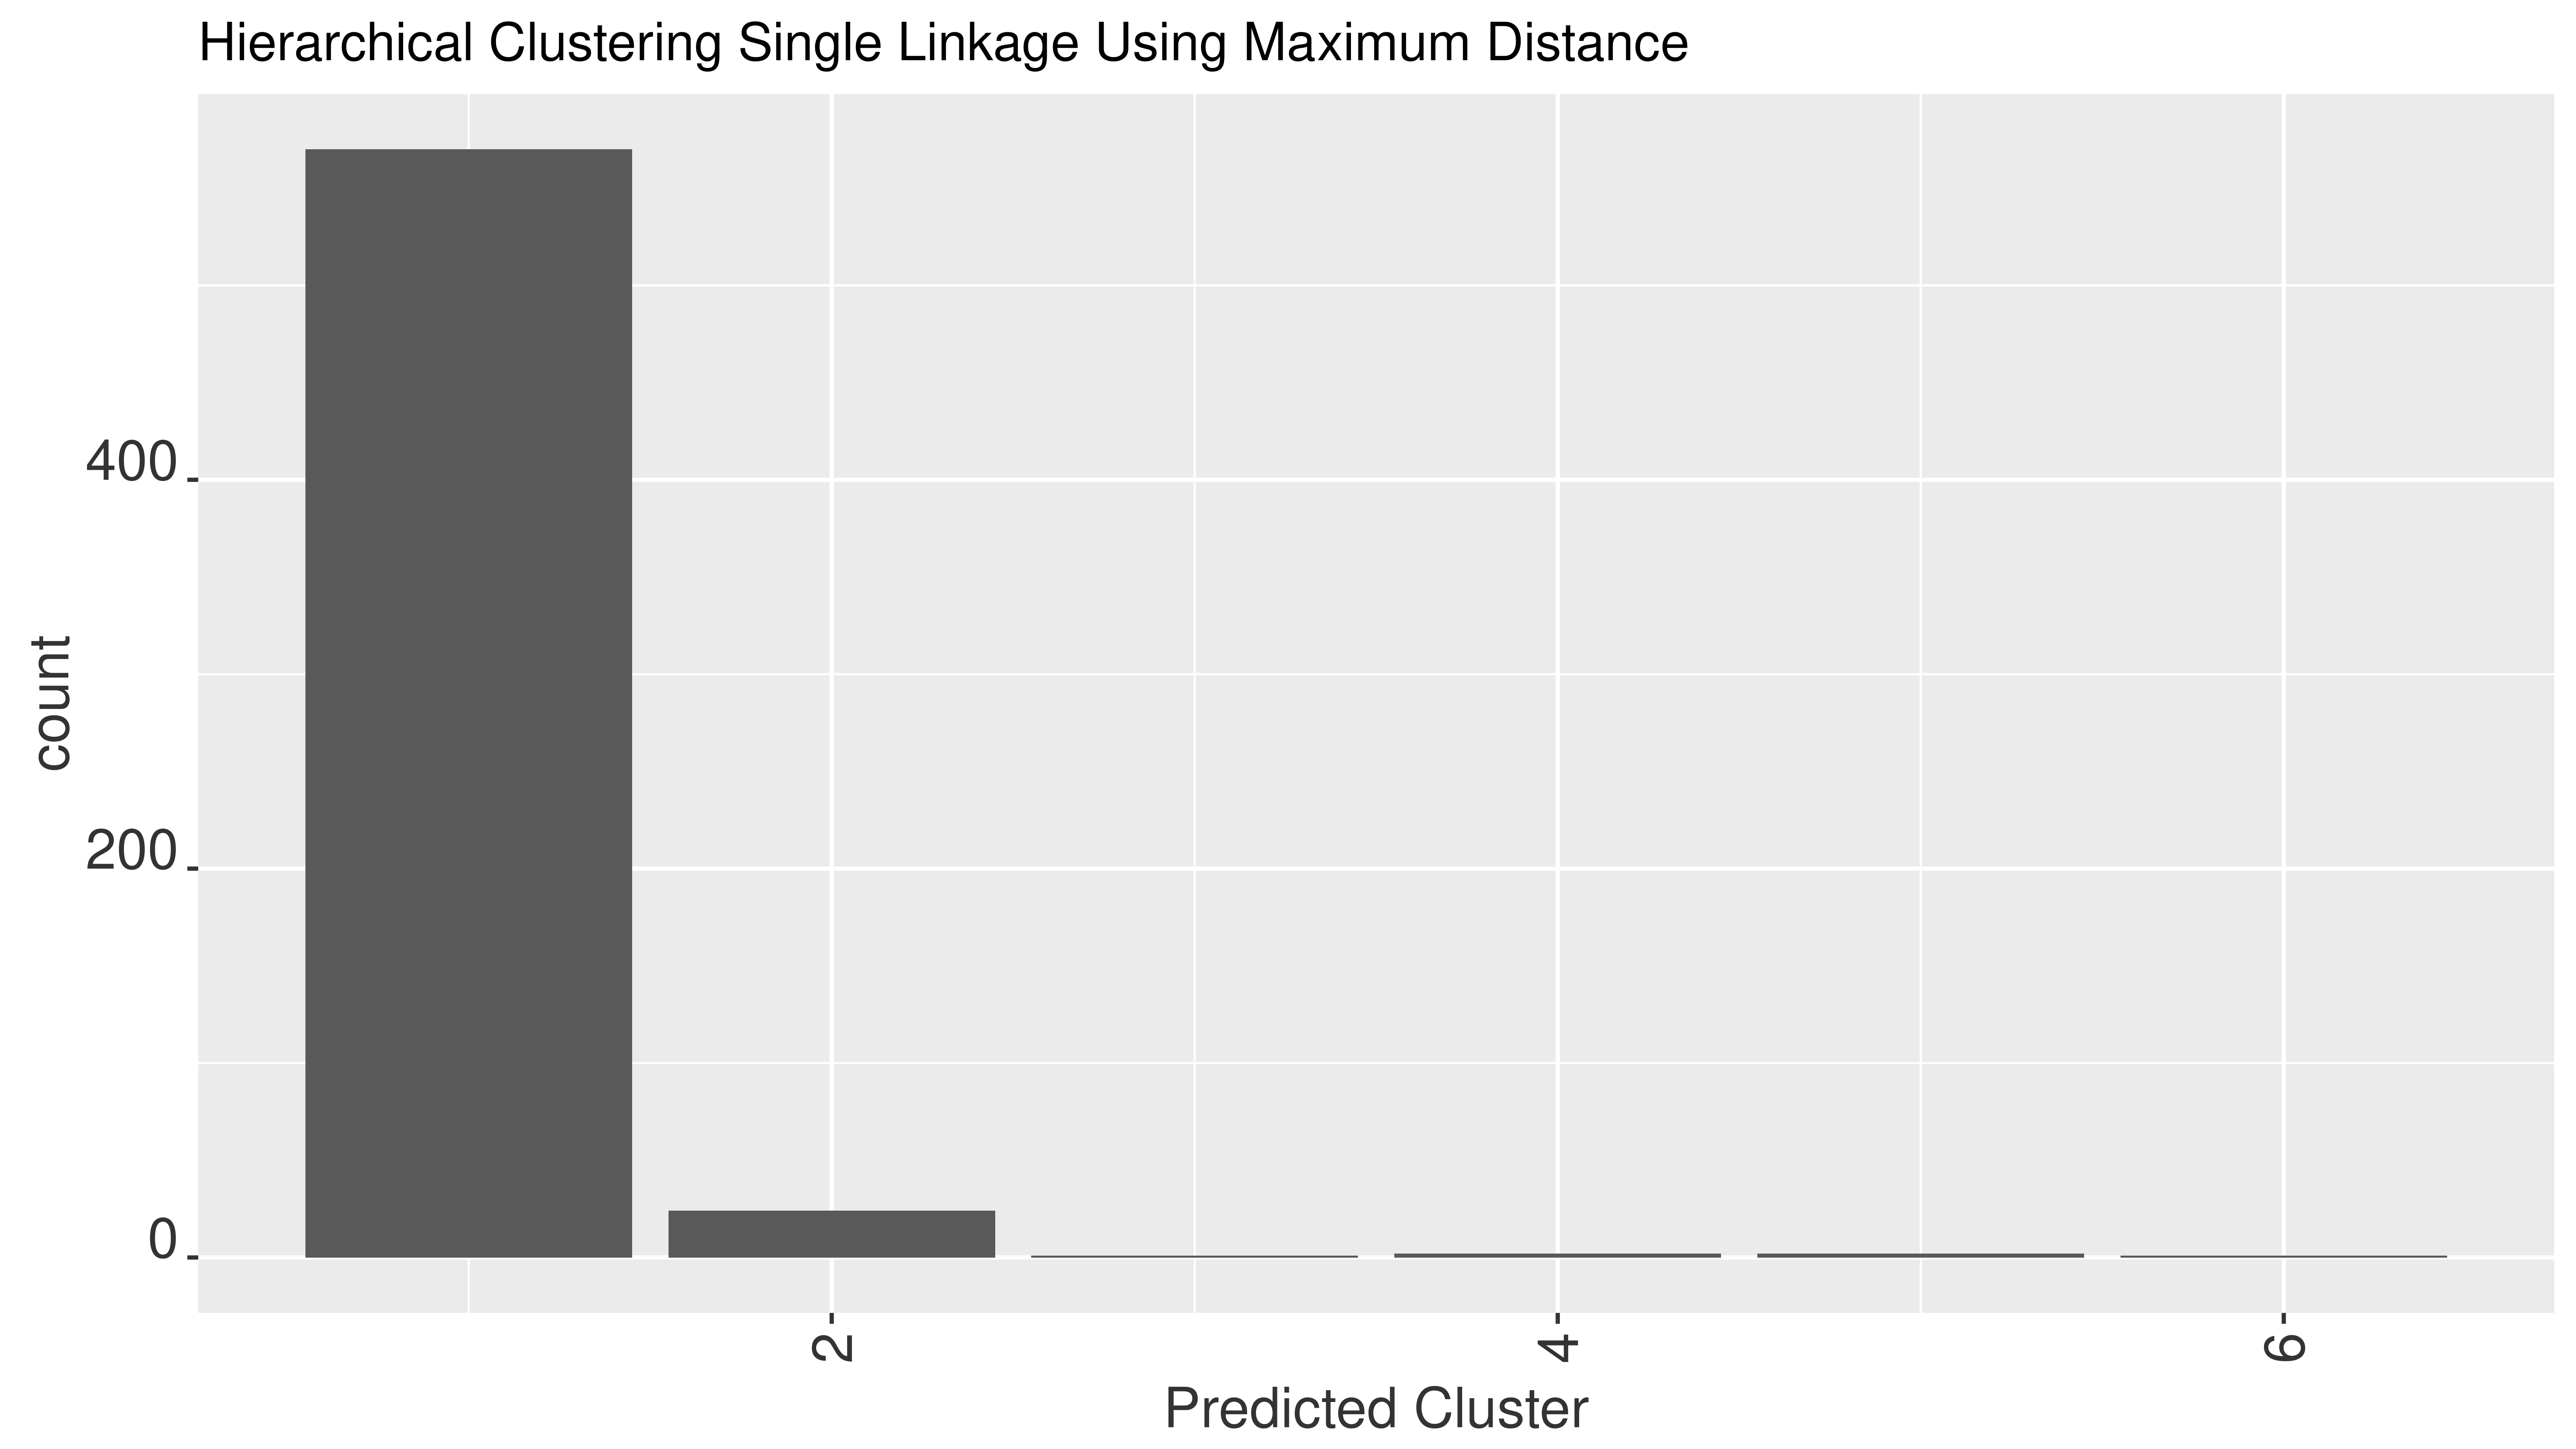 Hierarchical Clustering Single Linkage Using Maximum Distance
count
400
200
0
2
4
6
Predicted Cluster